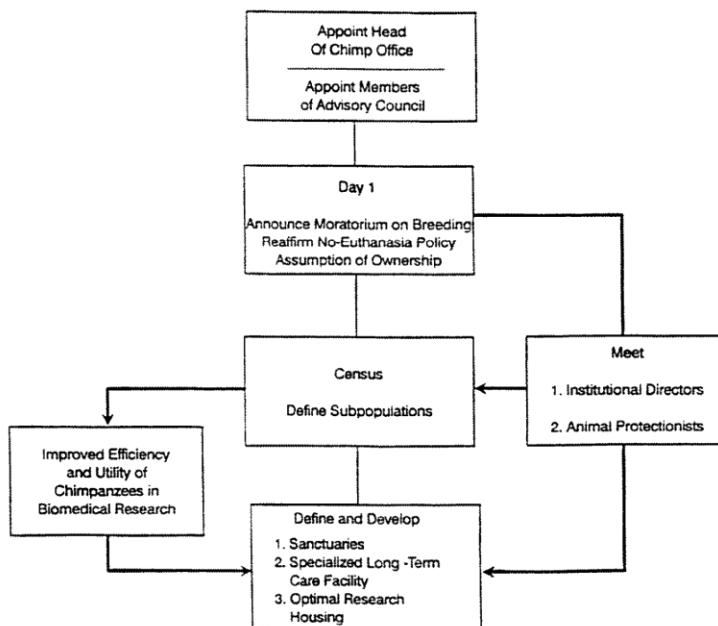 Appoint Head
Of Chimp Office
Appoint Members
of Advisory Council
Day 1
Announce Moratorium on Breeding
Reaffirm No-Euthanasia Policy
Assumption of Ownership
Census
Define Subpopulations
Meet
1. Institutional Directors
2. Animal Protectionists
Improved Efficiency
and Utility of
Chimpanzees in
Biomedical Research
Define and Develop
1. Sanctuaries
2. Specialized Long -Term
Care Facility
3. Optimal Research
Housing